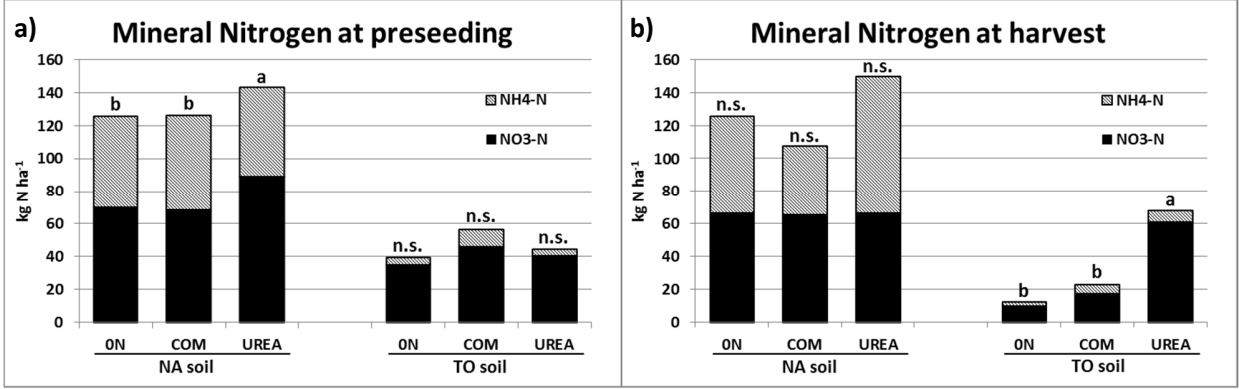 a)
Mineral Nitrogen at preseeding
160
140
120
100
80
60
40
20
0
kg N ha-1
b
b
a
n.s.
n.s.
n.s.
NH4-N
NO3-N
0N COM UREA 0N COM UREA
NA soil TO soil
b)
Mineral Nitrogen at harvest
160
140
120
100
80
60
40
20
0
kg N ha-1
n.s.
n.s.
n.s.
b
b
a
NH4-N
NO3-N
0N COM UREA 0N COM UREA
NA soil TO soil